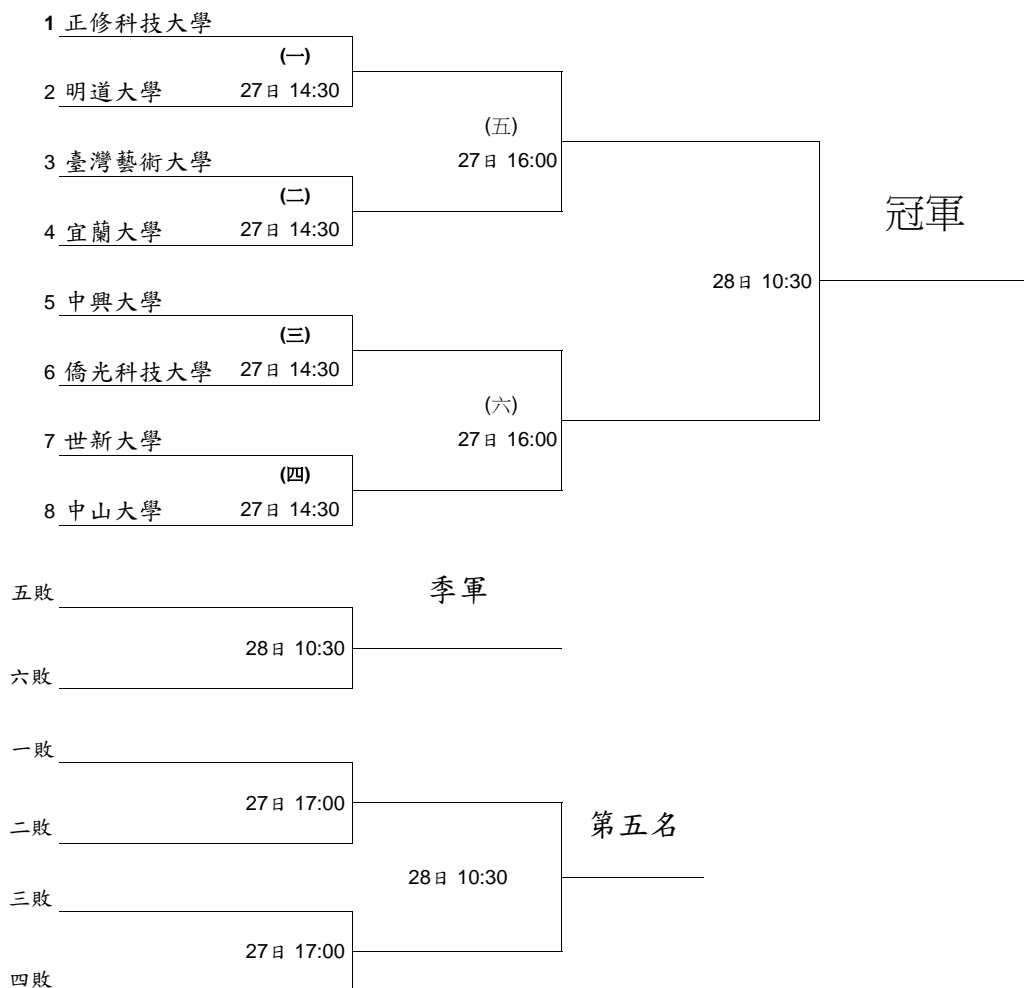 1 正修科技大學
(一)
2 明道大學 27日 14:30
(五)
27日 16:00
3 臺灣藝術大學
(二)
4 宜蘭大學 27日 14:30
冠軍
28日 10:30
5 中興大學
(三)
6 僑光科技大學 27日 14:30
(六)
27日 16:00
7 世新大學
(四)
8 中山大學 27日 14:30
季軍
五敗
28日 10:30
六敗
一敗
27日 17:00
二敗
第五名
28日 10:30
三敗
27日 17:00
四敗